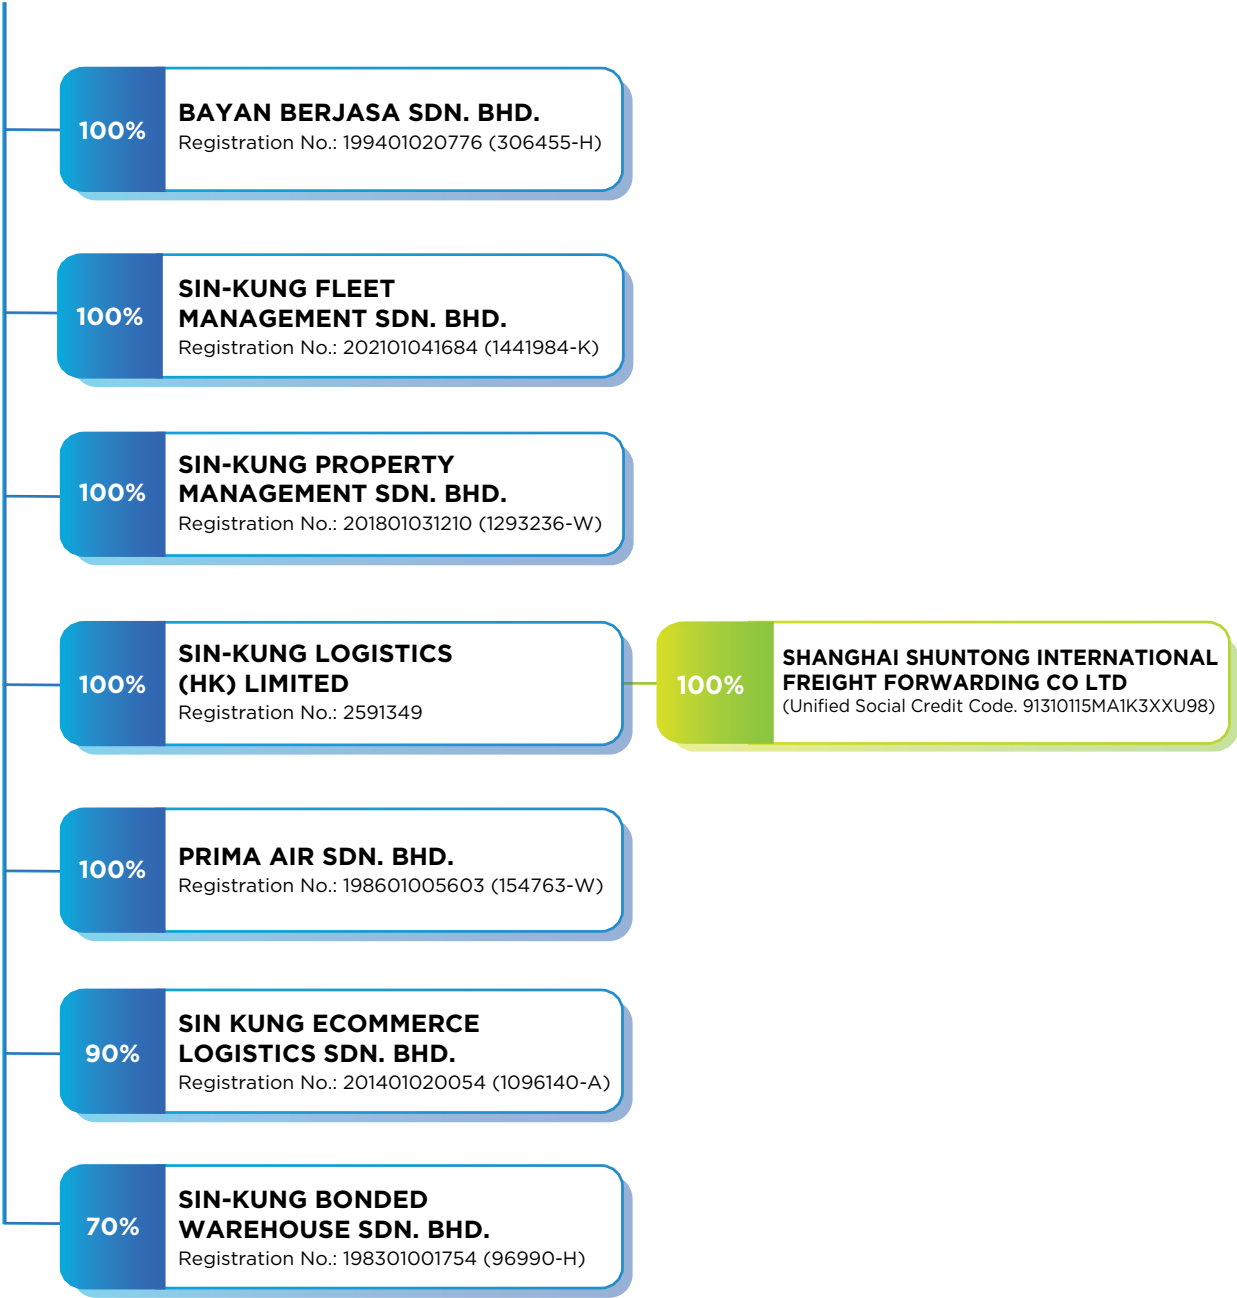 100%
BAYAN BERJASA SDN. BHD.
Registration No.: 199401020776 (306455-H)
100%
SIN-KUNG FLEET
MANAGEMENT SDN. BHD.
Registration No.: 202101041684 (1441984-K)
100%
SIN-KUNG PROPERTY
MANAGEMENT SDN. BHD.
Registration No.: 201801031210 (1293236-W)
100%
SIN-KUNG LOGISTICS
(HK) LIMITED
Registration No.: 2591349
100%
SHANGHAI SHUNTONG INTERNATIONAL
FREIGHT FORWARDING CO LTD
(Unified Social Credit Code. 91310115MA1K3XXU98)
100%
PRIMA AIR SDN. BHD.
Registration No.: 198601005603 (154763-W)
90%
SIN KUNG ECOMMERCE
LOGISTICS SDN. BHD.
Registration No.: 201401020054 (1096140-A)
70%
SIN-KUNG BONDED
WAREHOUSE SDN. BHD.
Registration No.: 198301001754 (96990-H)